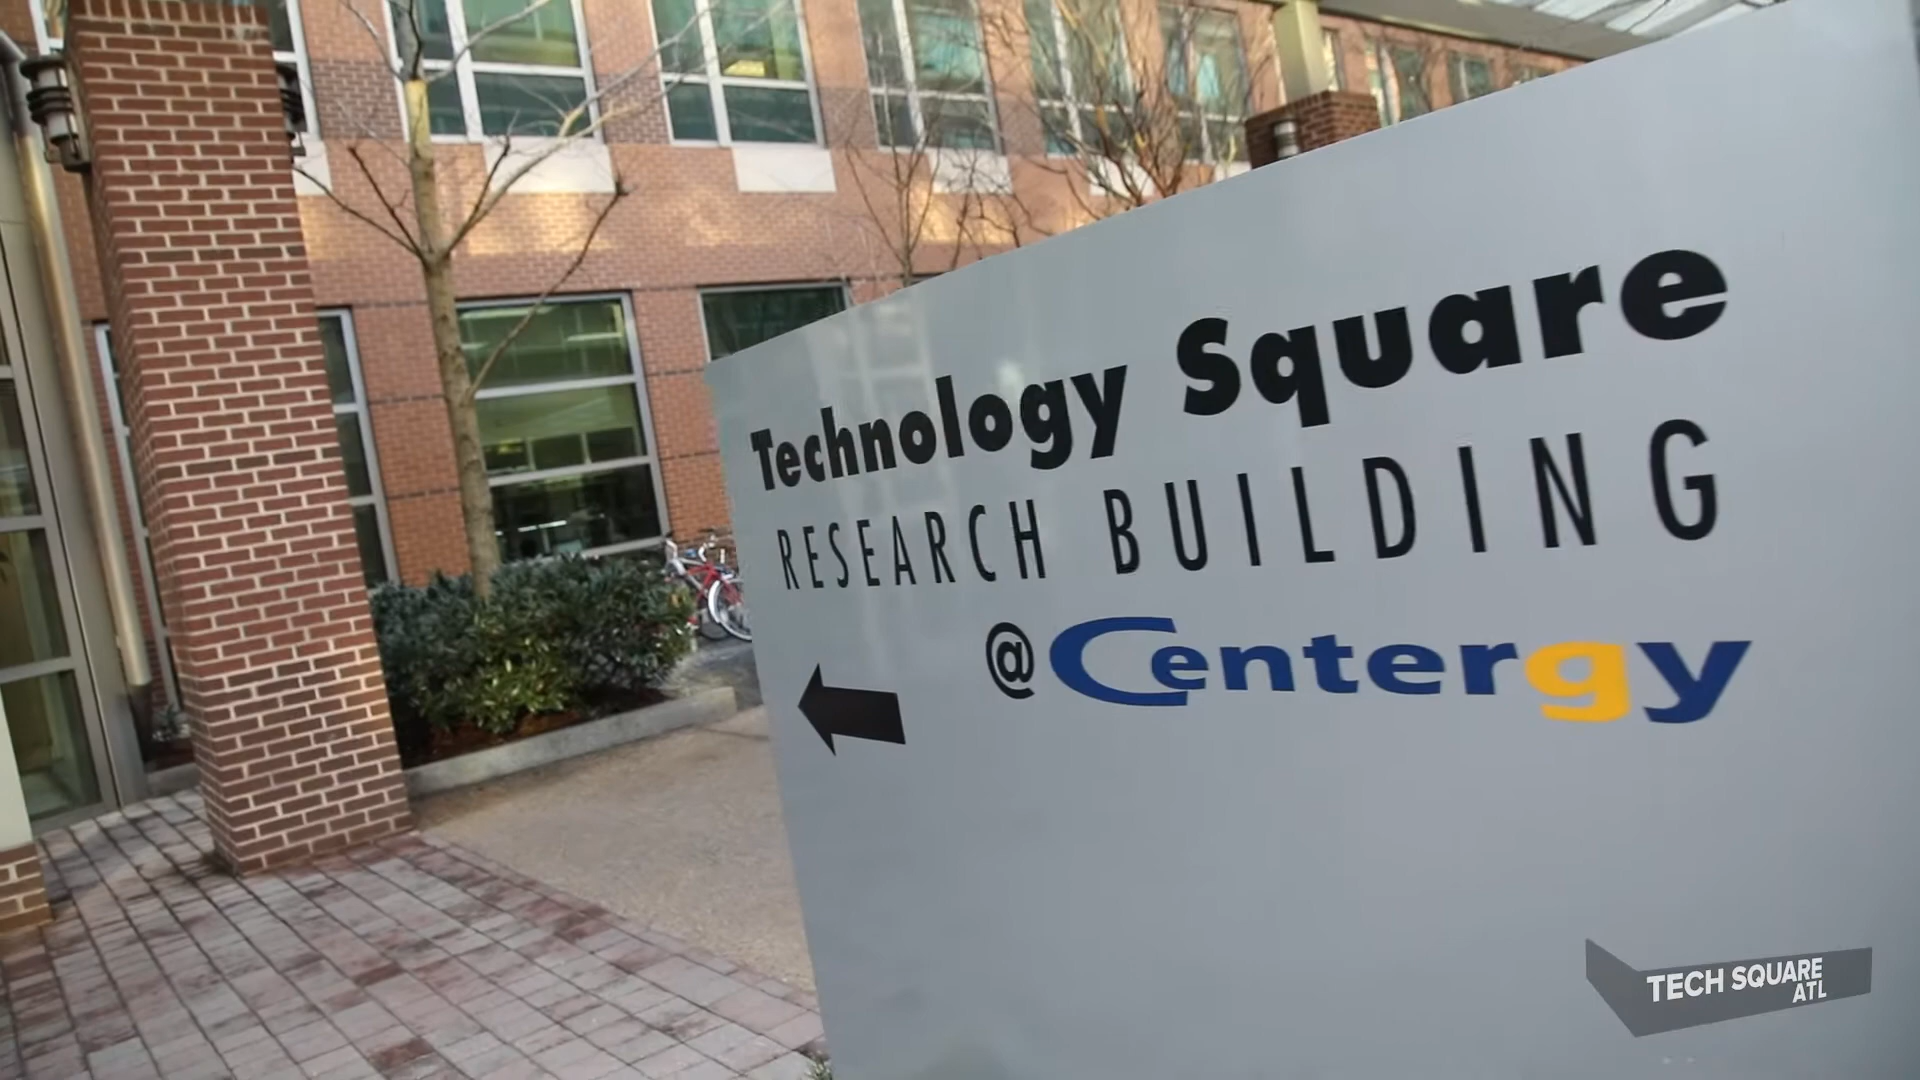 Technology Square
RESEARCH BUILDING
@Centergy
TECH SQUARE
ATL